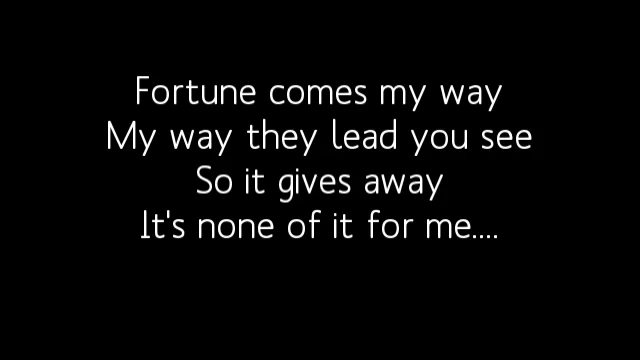 Fortune comes my way
My way they lead you see
So it gives away
It's none of it for me....